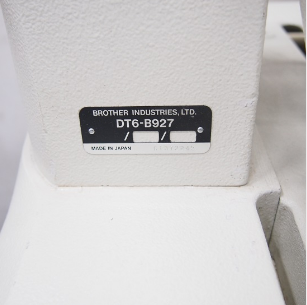 BROTHER INDUSTRIES, LTD.
DT6-B927
/ /
MADE IN JAPAN